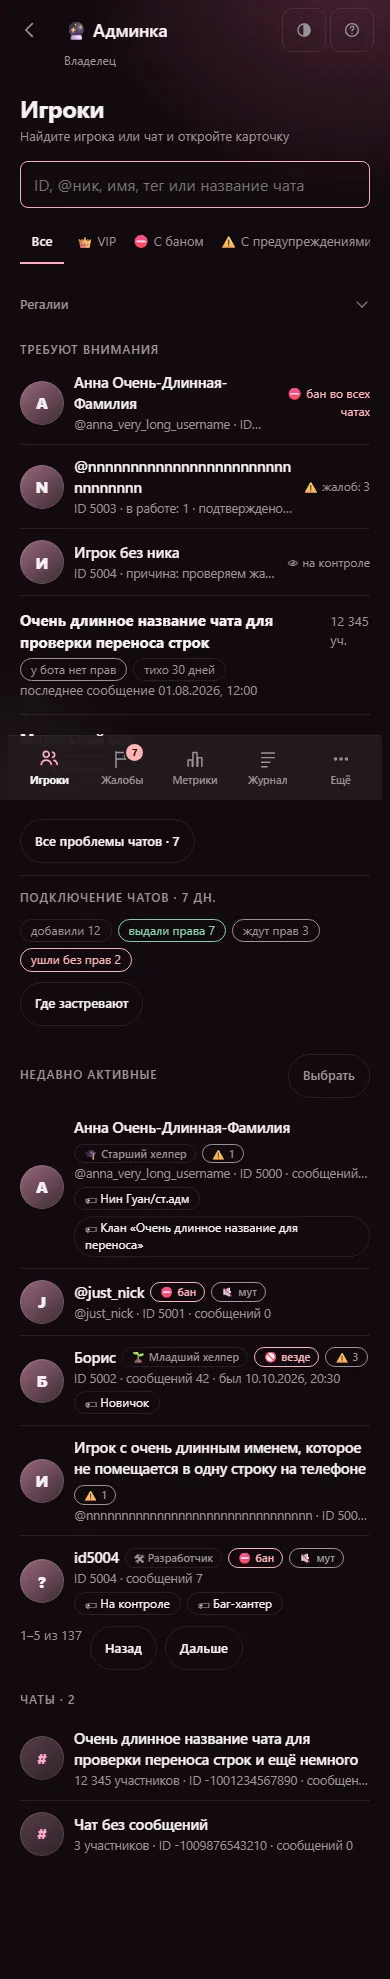 Админка
Владелец
Игроки
Найдите игрока или чат и откройте карточку
ID, @ник, имя, тег или название чата
Все VIP С баном С предупреждениями
Регалии
ТРЕБУЮТ ВНИМАНИЯ
А
Анна Очень-Длинная-
Фамилия
@anna_very_long_username · ID…
бан во всех
чатах
N
@nnnnnnnnnnnnnnnnnnnnnnnn
nnnnnnnn
ID 5003 · в работе: 1 · подтверждено…
жалоб: 3
И
Игрок без ника
ID 5004 · причина: проверяем жа…
на контроле
Очень длинное название чата для
проверки переноса строк
12 345
уч.
у бота нет прав
тихо 30 дней
последнее сообщение 01.08.2026, 12:00
Игроки
Жалобы
7
Метрики
Журнал
Ещё
Все проблемы чатов · 7
ПОДКЛЮЧЕНИЕ ЧАТОВ · 7 ДН.
добавили 12
выдали права 7
ждут прав 3
ушли без прав 2
Где застревают
НЕДАВНО АКТИВНЫЕ
Выбрать
А
Анна Очень-Длинная-Фамилия
Старший хелпер
1
@anna_very_long_username · ID 5000 · сообщений…
Нин Гуан/ст.адм
Клан «Очень длинное название для
переноса»
J
@just_nick
бан
мут
@just_nick · ID 5001 · сообщений 0
Б
Борис
Младший хелпер
везде
3
ID 5002 · сообщений 42 · был 10.10.2026, 20:30
Новичок
И
Игрок с очень длинным именем, которое
не помещается в одну строку на телефоне
1
@nnnnnnnnnnnnnnnnnnnnnnnnnnnnnnnn · ID 500…
?
id5004
Разработчик
бан
мут
ID 5004 · сообщений 7
На контроле
Баг-хантер
1–5 из 137
Назад
Дальше
ЧАТЫ · 2
#
Очень длинное название чата для
проверки переноса строк и ещё немного
12 345 участников · ID -1001234567890 · сообщен…
#
Чат без сообщений
3 участников · ID -1009876543210 · сообщений 0